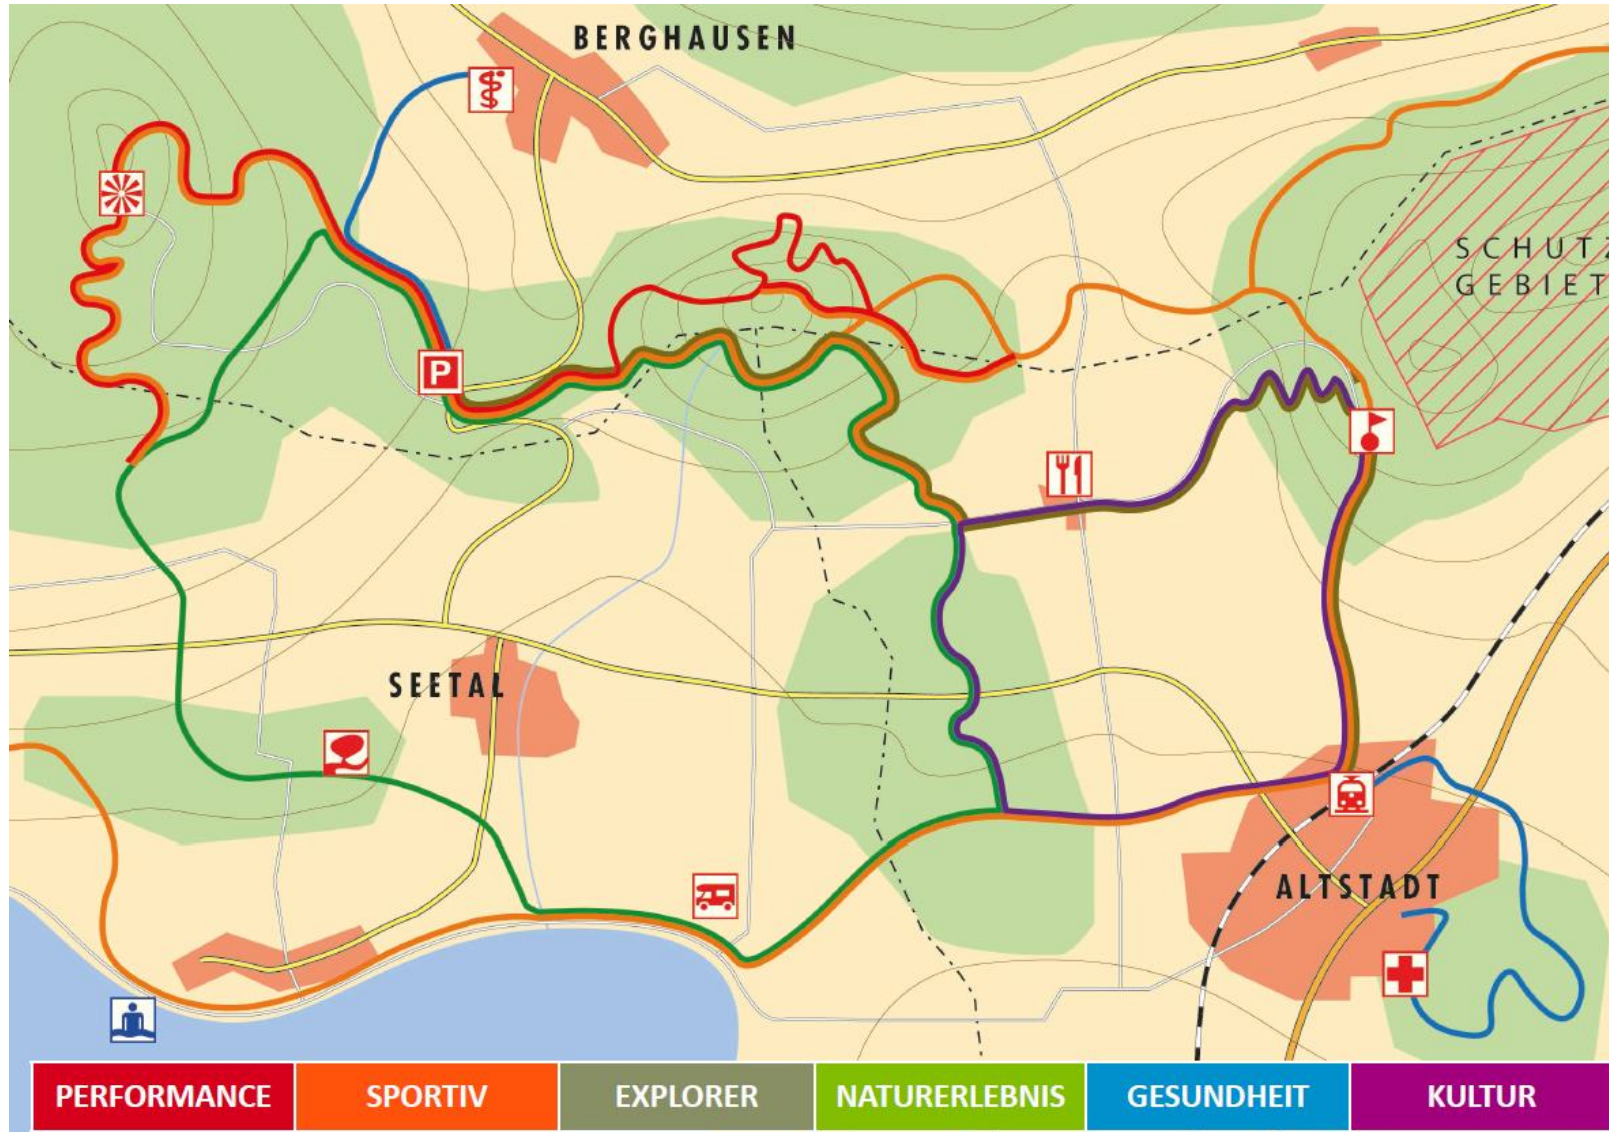 BERGHAUSEN
SCHUTZ
GEBIET
P
SEETAL
ALTSTADT
PERFORMANCE
SPORTIV
EXPLORER
NATURERLEBNIS
GESUNDHEIT
KULTUR